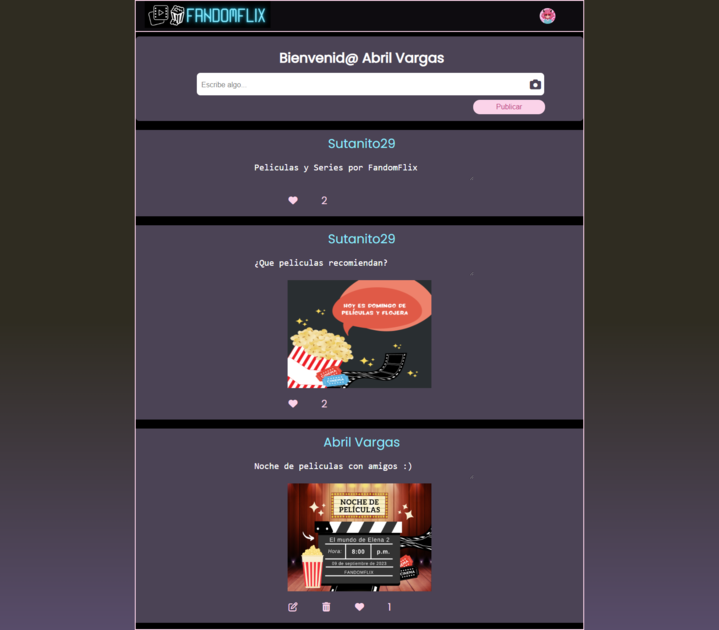 FANDOMFLIX
Bienvenid@ Abril Vargas
Escribe algo...
Publicar
Sutanito29
Peliculas y Series por FandomFlix
2
Sutanito29
¿Que peliculas recomiendan?
HOY ES DOMINGO DE
PELÍCULAS Y FLOJERA
2
Abril Vargas
Noche de peliculas con amigos :)
NOCHE DE
PELÍCULAS
El mundo de Elena 2
Hora: 8:00 p.m.
09 de septiembre de 2023
FANDOMFLIX
CINEMA
1